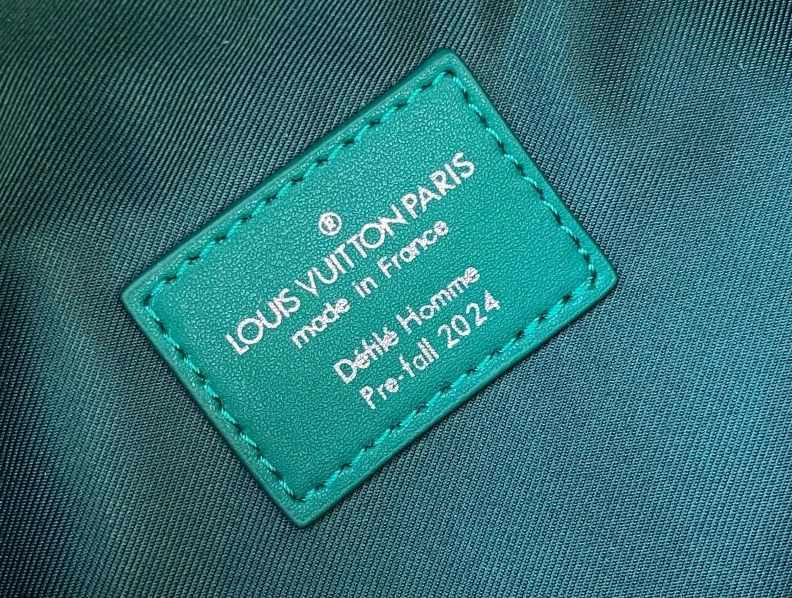 ®
LOUIS VUITTON PARIS
made in France
Défilé Homme
Pre-fall 2024